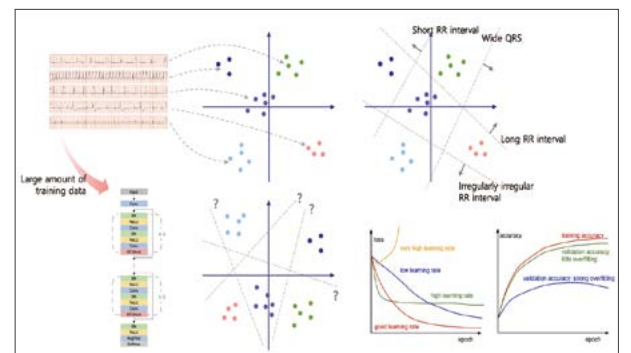 Short RR interval
Wide QRS
Long RR interval
Irregularly irregular
RR interval
Large amount of
training data
?
?
?
?
loss
very high learning rate
low learning rate
high learning rate
good learning rate
epoch
accuracy
training accuracy
validation accuracy
little overfitting
validation accuracy: strong overfitting
epoch